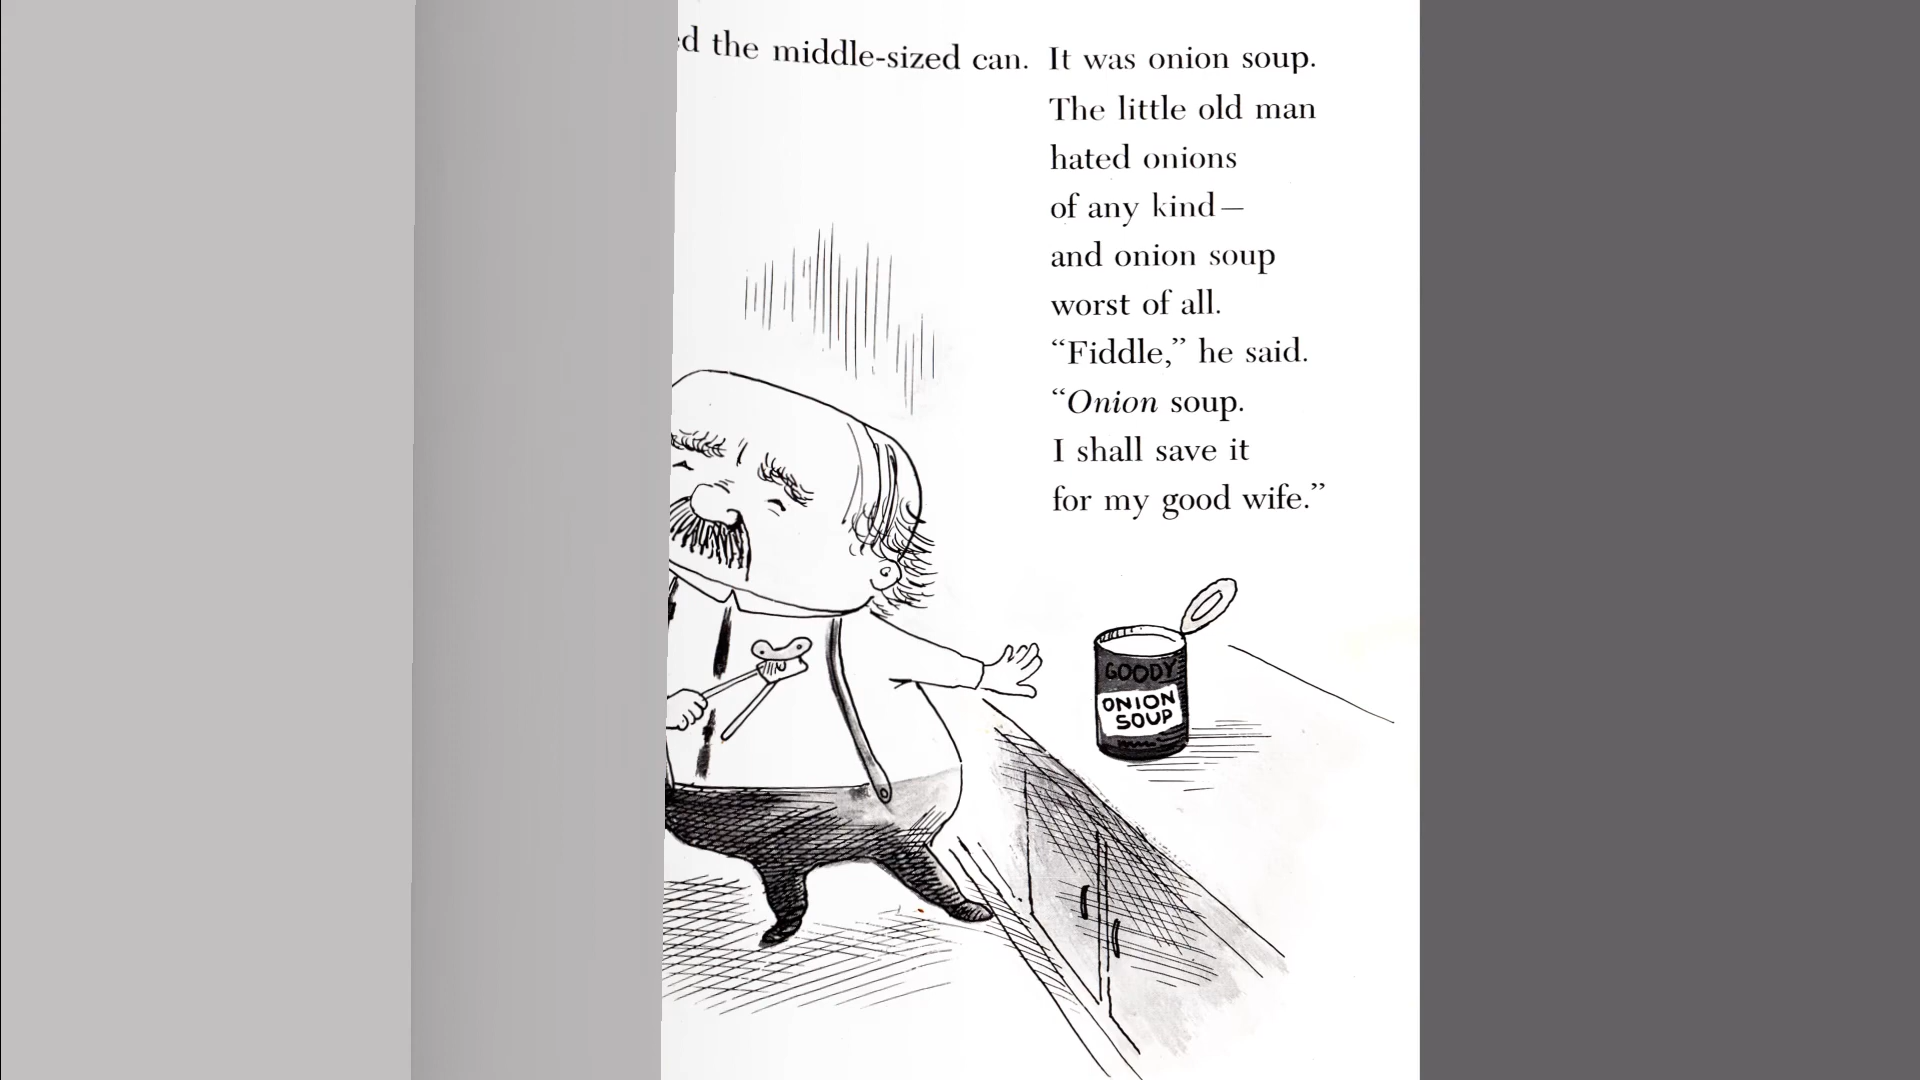 the middle-sized can. It was onion soup.
The little old man
hated onions
of any kind—
and onion soup
worst of all.
“Fiddle,” he said.
“Onion soup.
I shall save it
for my good wife.”
GOODY
ONION
SOUP